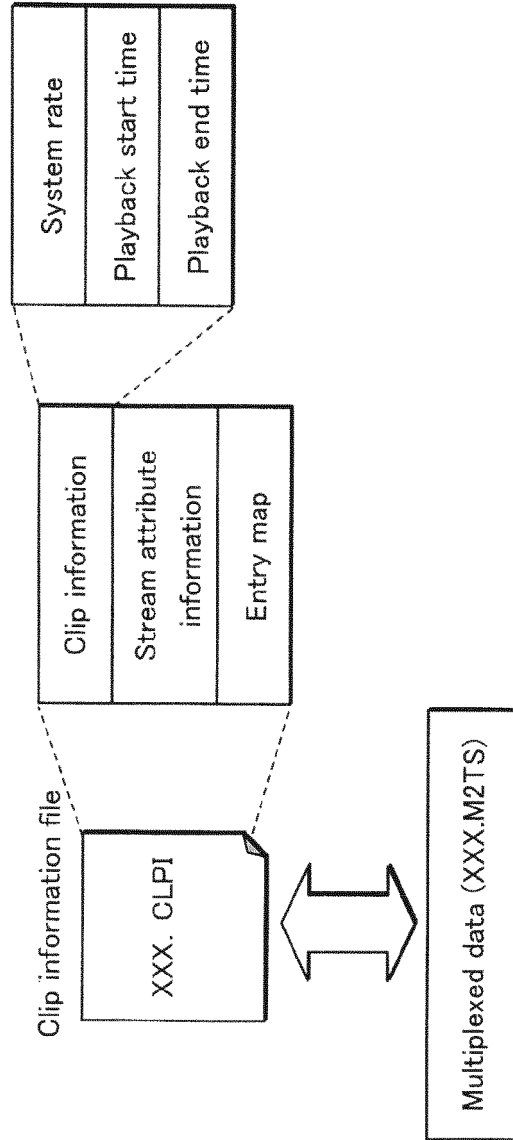 Clip information file
XXX. CLPI
Multiplexed data (XXX.M2TS)
Clip information
Stream attribute
information
Entry map
System rate
Playback start time
Playback end time